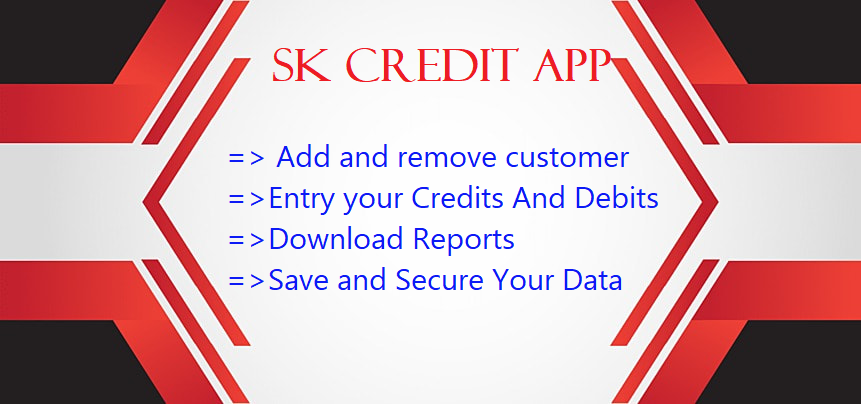 SK CREDIT APP
=> Add and remove customer
=>Entry your Credits And Debits
=>Download Reports
=>Save and Secure Your Data